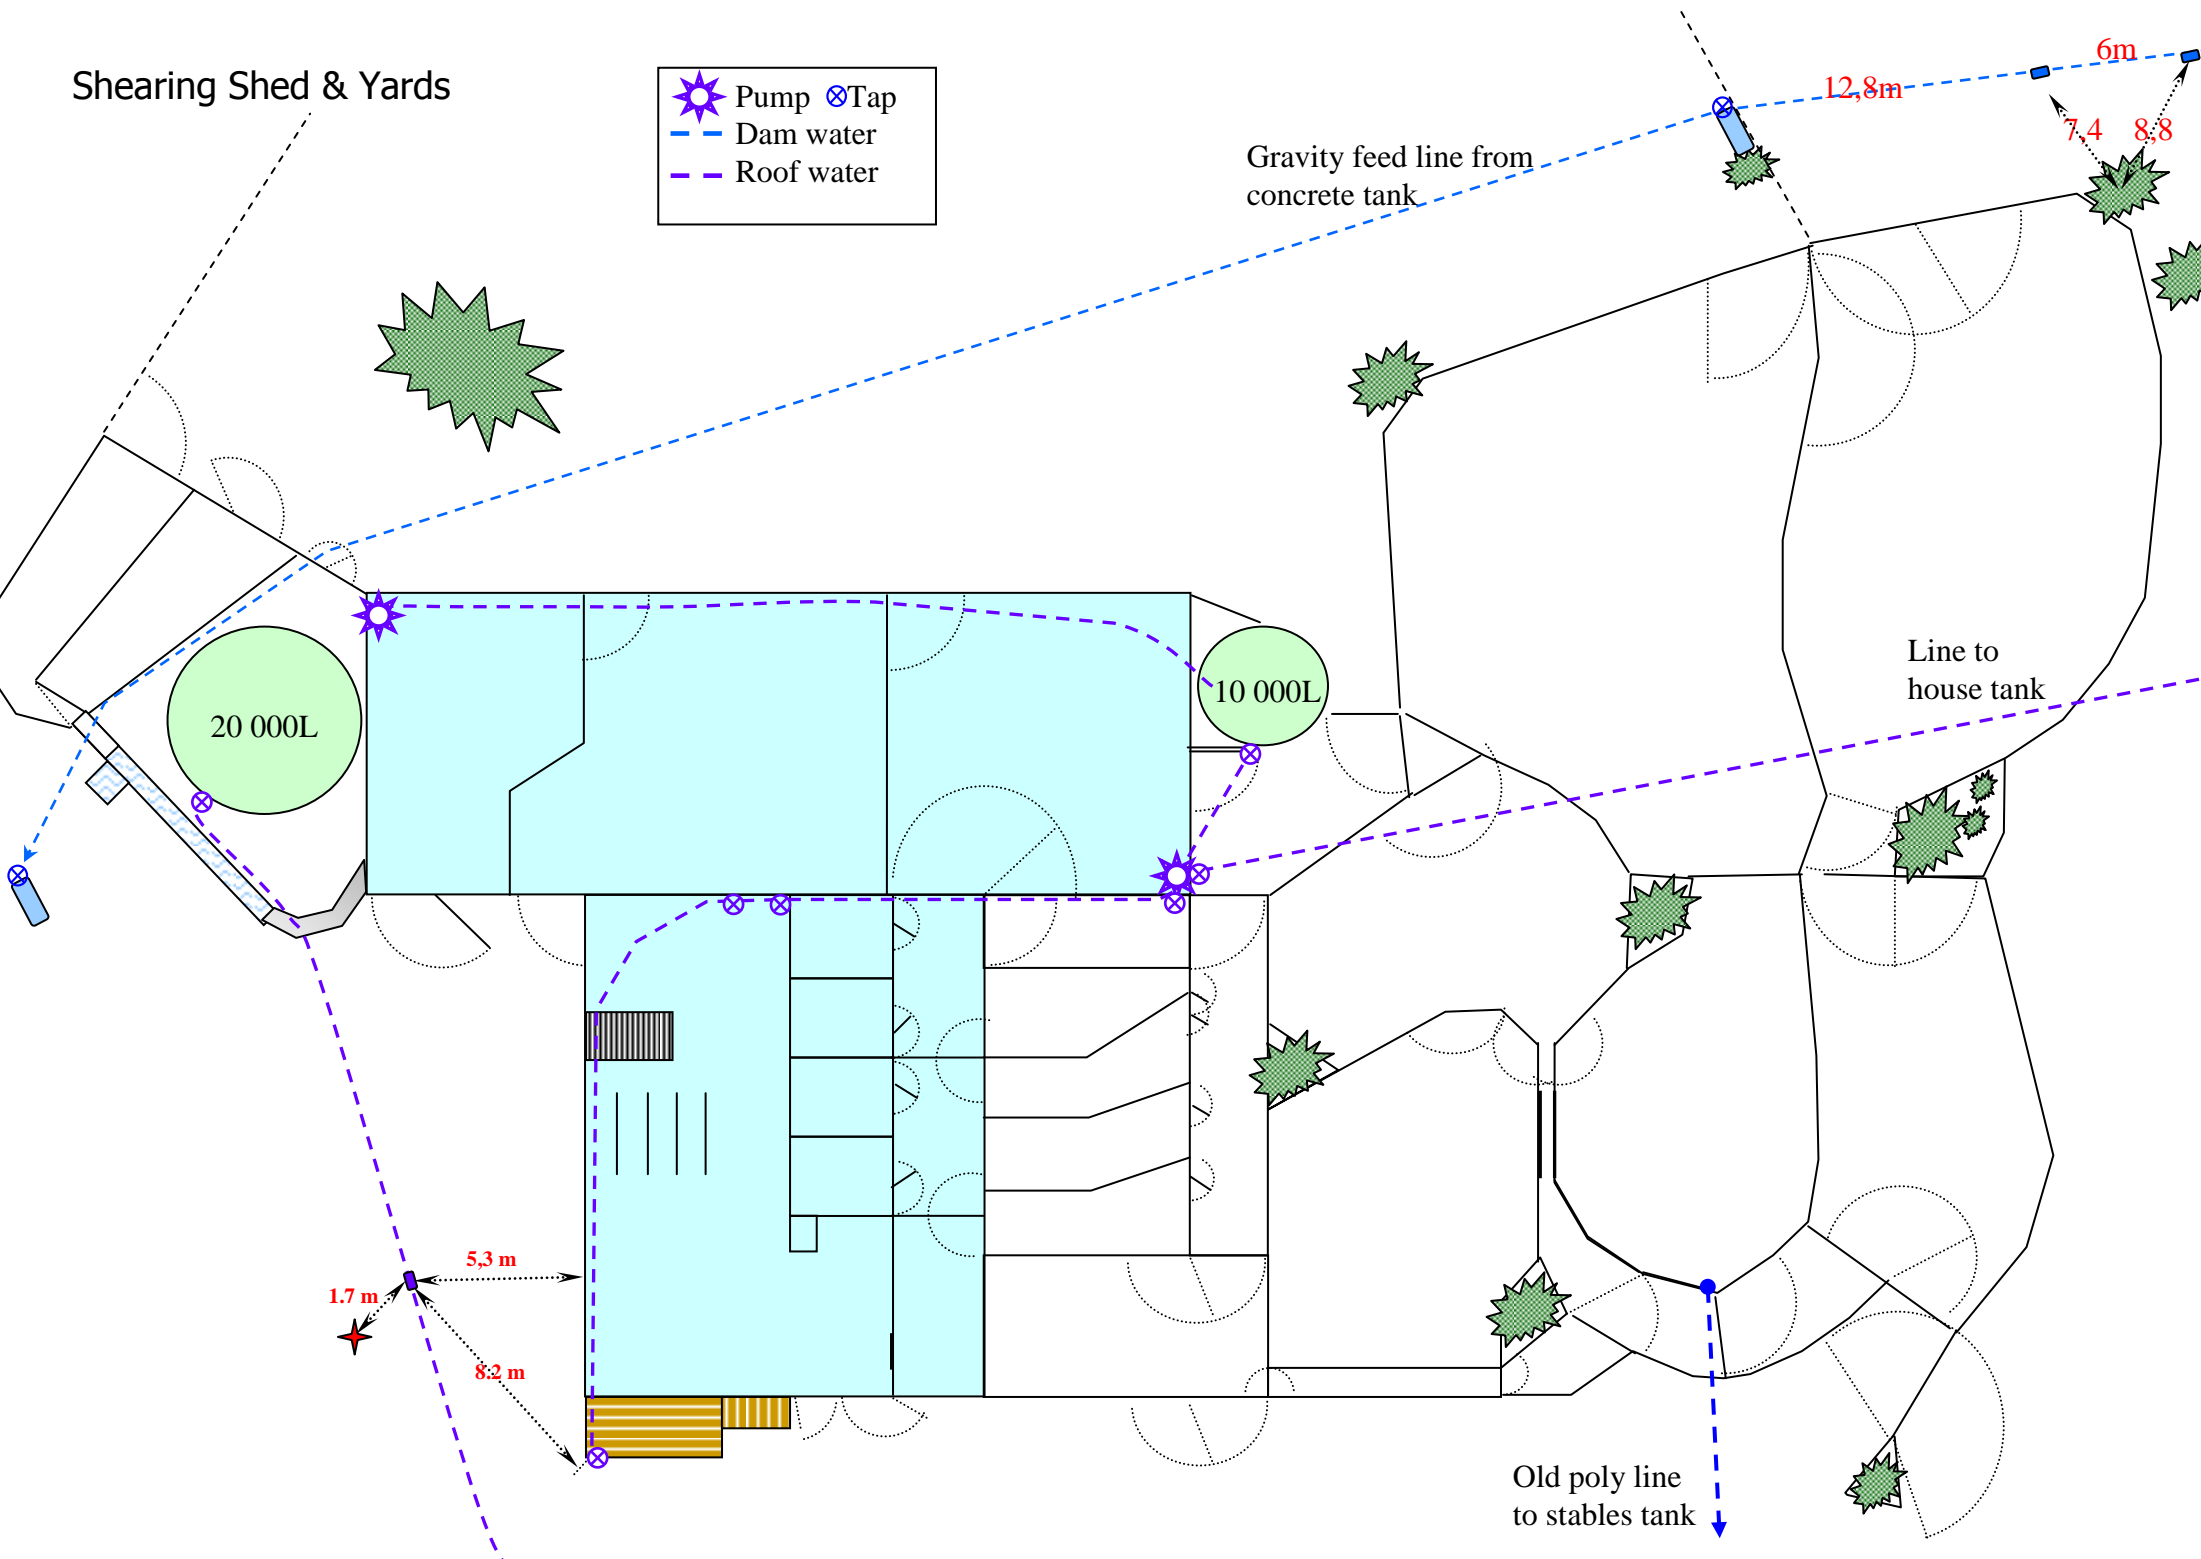 Shearing Shed & Yards
Pump Tap
Dam water
Roof water
6m
12,8m
7,4 8,8
Gravity feed line from
concrete tank
Line to
house tank
20 000L
10 000L
5,3 m
1.7 m
8.2 m
Old poly line
to stables tank